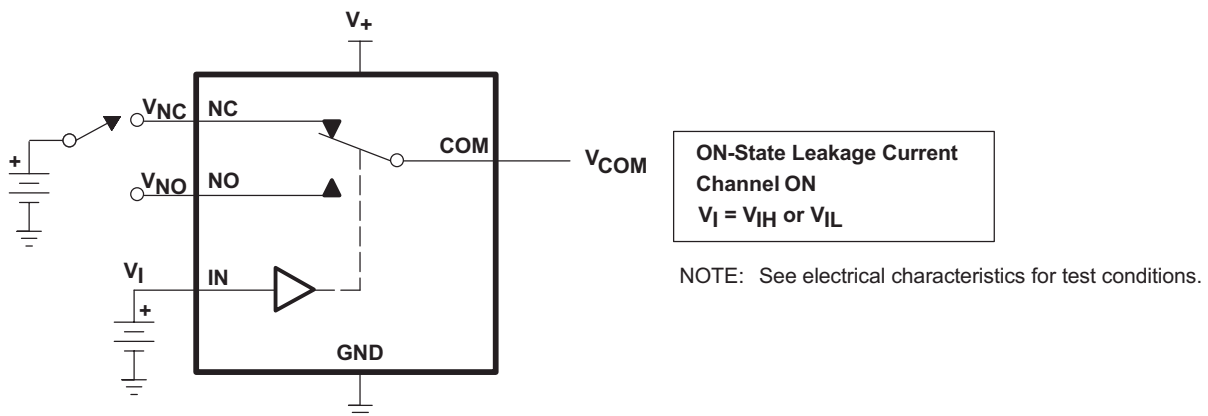 V+
VNC NC
COM
VCOM
+
VNO NO
VI IN
+
GND
ON-State Leakage Current
Channel ON
VI = VIH or VIL
NOTE: See electrical characteristics for test conditions.